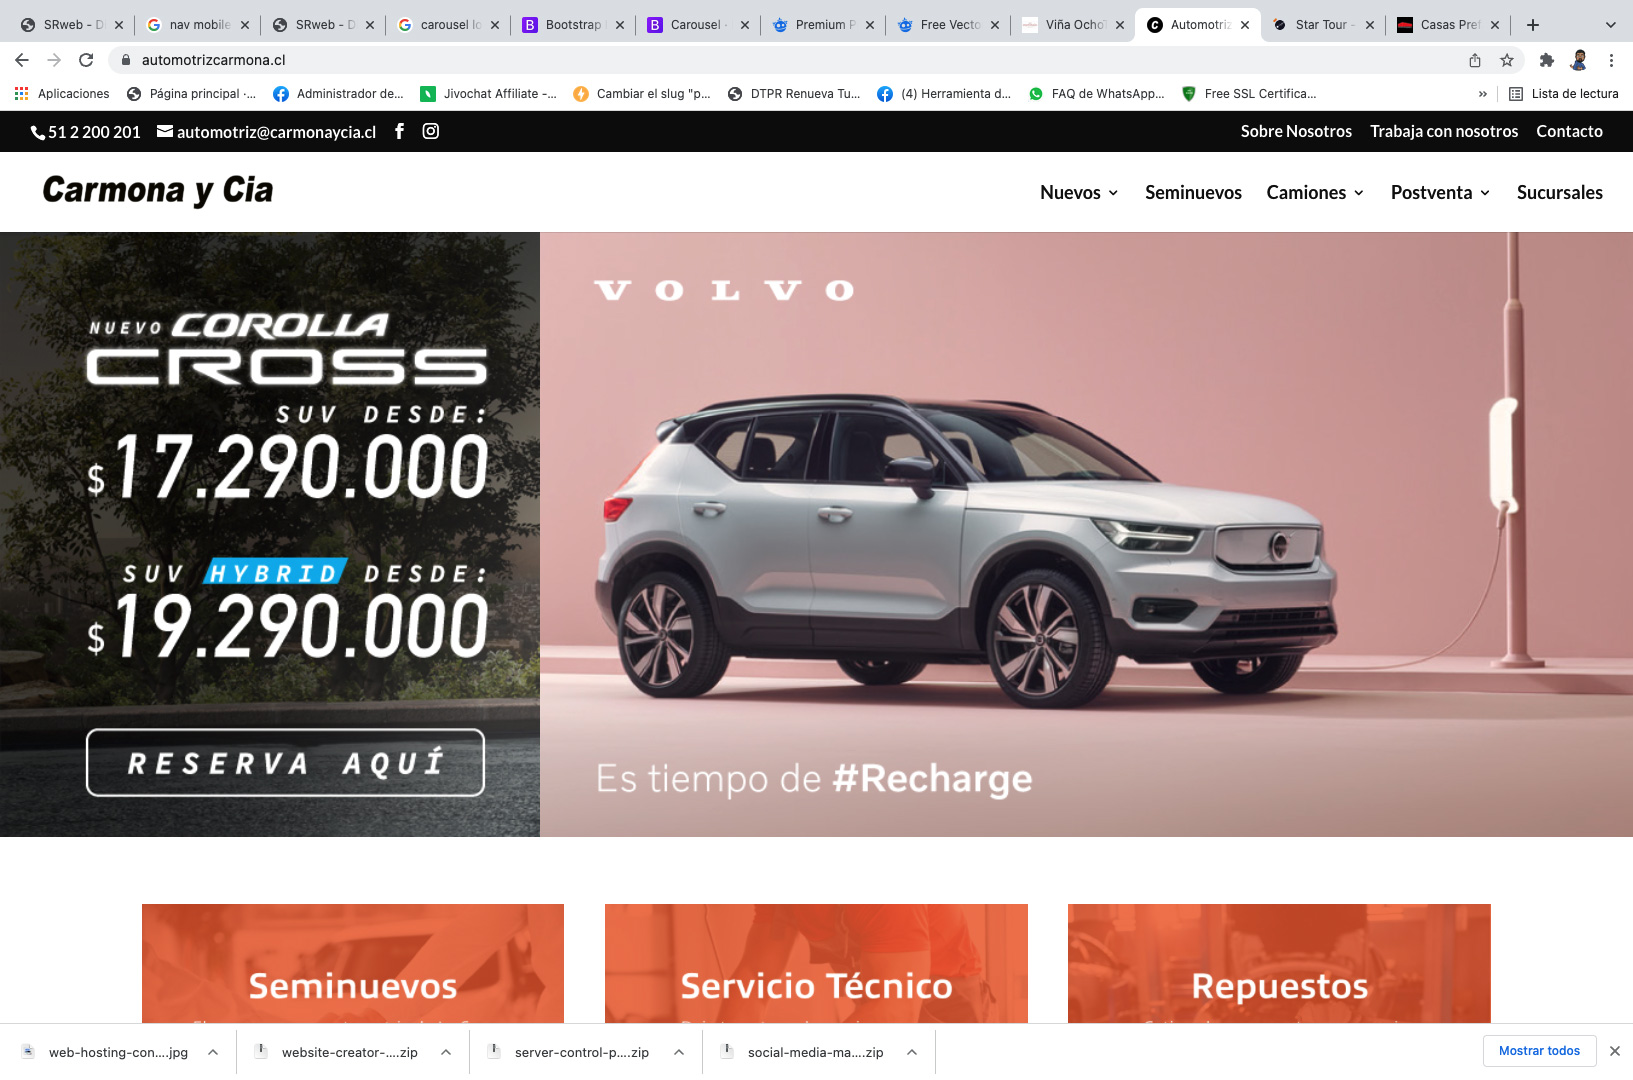 SRweb - D
nav mobile
SRweb - D
carousel lo
Bootstrap
Carousel
Premium P
Free Vecto
Viña Ocho
Automotriz
Star Tour -
Casas Pref
automotrizcarmona.cl
Aplicaciones
Página principal ·...
Administrador de...
Jivochat Affiliate -...
Cambiar el slug "p...
DTPR Renueva Tu...
(4) Herramienta d...
FAQ de WhatsApp...
Free SSL Certifica...
»
Lista de lectura
51 2 200 201
automotriz@carmonaycia.cl
Sobre Nosotros
Trabaja con nosotros
Contacto
Carmona y Cia
Nuevos
Seminuevos
Camiones
Postventa
Sucursales
NUEVO COROLLA
CROSS
SUV DESDE:
$17.290.000
SUV HYBRID DESDE:
$19.290.000
RESERVA AQUÍ
VOLVO
Es tiempo de #Recharge
Seminuevos
Servicio Técnico
Repuestos
web-hosting-con....jpg
website-creator-....zip
server-control-p....zip
social-media-ma....zip
Mostrar todos